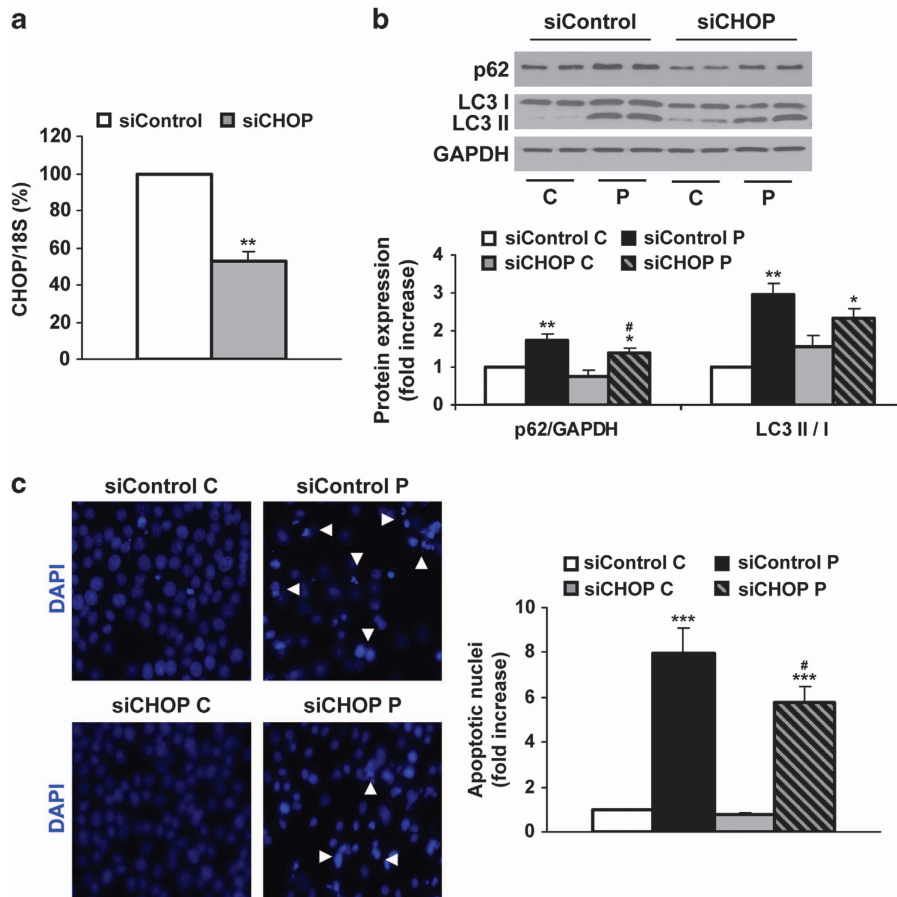 a
siControl siCHOP
CHOP/18S (%)
120
100
80
60
40
20
0
**
b
siControl siCHOP
p62
LC3 I
LC3 II
GAPDH
C P C P
siControl C siControl P
siCHOP C siCHOP P
Protein expression
(fold increase)
4
3
2
1
0
**
#
*
**
*
p62/GAPDH LC3 II / I
c
siControl C siControl P
DAPI
siCHOP C siCHOP P
DAPI
siControl C siControl P
siCHOP C siCHOP P
Apoptotic nuclei
(fold increase)
10
8
6
4
2
0
***
#
***